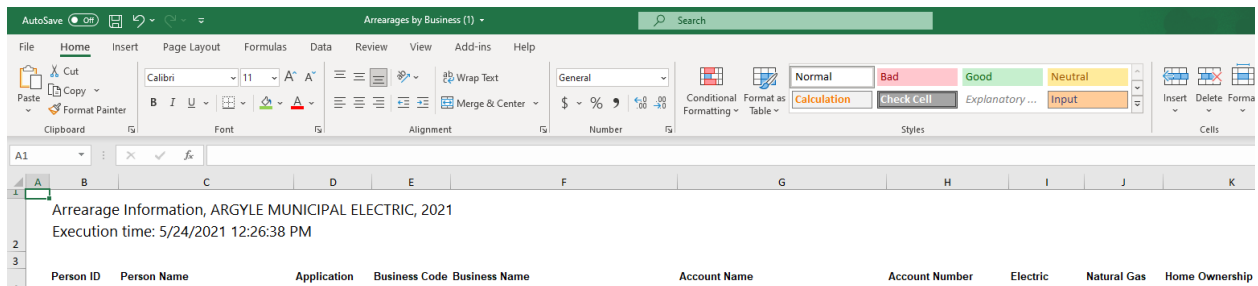 AutoSave Off Arrearages by Business (1) Search
File Home Insert Page Layout Formulas Data Review View Add-ins Help
Paste Cut Copy Format Painter
Calibri 11 A^ Aˇ Wrap Text General Normal Bad Good Neutral
B I U A Merge & Center $ % 9 Conditional Formatting Format as Table Calculation Check Cell Explanatory ... Input Insert Delete Forma
Clipboard Font Alignment Number Styles Cells
A1 fx
A B C D E F G H I J K
1
2 Arrearage Information, ARGYLE MUNICIPAL ELECTRIC, 2021
Execution time: 5/24/2021 12:26:38 PM
3
Person ID Person Name Application Business Code Business Name Account Name Account Number Electric Natural Gas Home Ownership